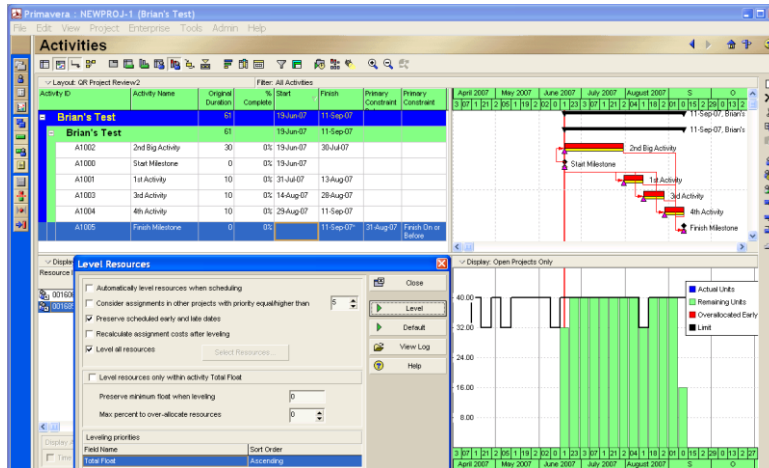 Primavera : NEWPROJ-1 (Brian's Test)
File Edit View Project Enterprise Tools Admin Help
Activities
Layout: QR Project Review2 Filter: All Activities
Activity ID Activity Name Original Duration % Complete Start Finish Primary Constraint Primary Constraint
April 2007 May 2007 June 2007 July 2007 August 2007 S O
Brian's Test 61 19-Jun-07 11-Sep-07 11-Sep-07, Brian's
Brian's Test 61 19-Jun-07 11-Sep-07 11-Sep-07, Brian's
A1002 2nd Big Activity 30 0% 19-Jun-07 30-Jul-07 2nd Big Activity
A1000 Start Milestone 0 0% 19-Jun-07 Start Milestone
A1001 1st Activity 10 0% 31-Jul-07 13-Aug-07 1st Activity
A1003 3rd Activity 10 0% 14-Aug-07 28-Aug-07 3rd Activity
A1004 4th Activity 10 0% 29-Aug-07 11-Sep-07 4th Activity
A1005 Finish Milestone 0 0% 11-Sep-07* 31-Aug-07 Finish On or Before Finish Milestone
Display: Open Projects Only
Level Resources
Automatically level resources when scheduling
Consider assignments in other projects with priority equal/higher than 5
Preserve scheduled early and late dates
Recalculate assignment costs after leveling
Level all resources
Select Resources...
Level resources only within activity Total Float
Preserve minimum float when leveling 0
Max percent to over-allocate resources 0
Leveling priorities
Field Name Sort Order
Total Float Ascending
Close
Level
Default
View Log
Help
Actual Units
Remaining Units
Overallocated Early
Limit
40.00
32.00
24.00
16.00
8.00
April 2007 May 2007 June 2007 July 2007 August 2007 S O